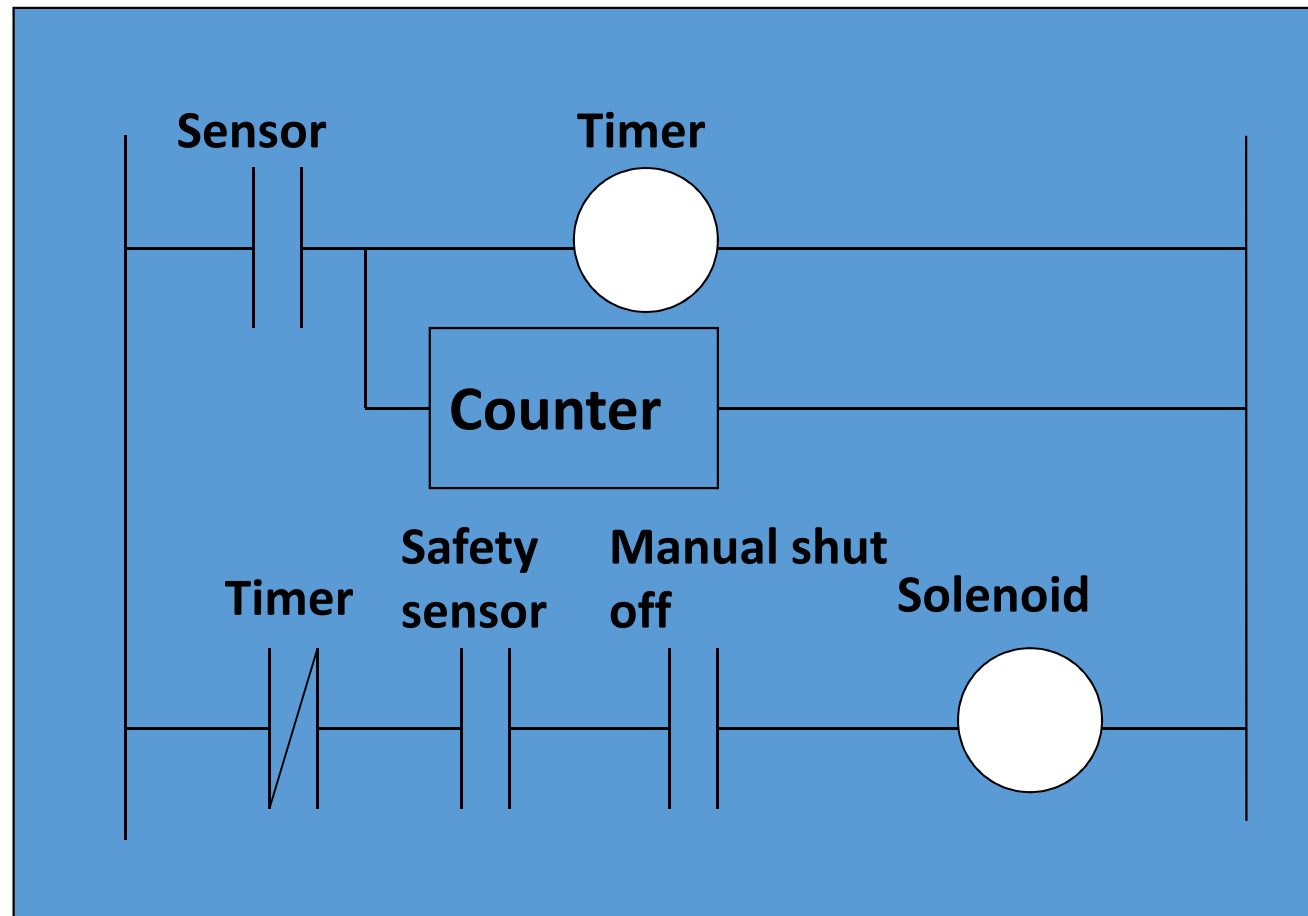 Sensor
Timer
Counter
Timer
Safety
sensor
Manual shut
off
Solenoid